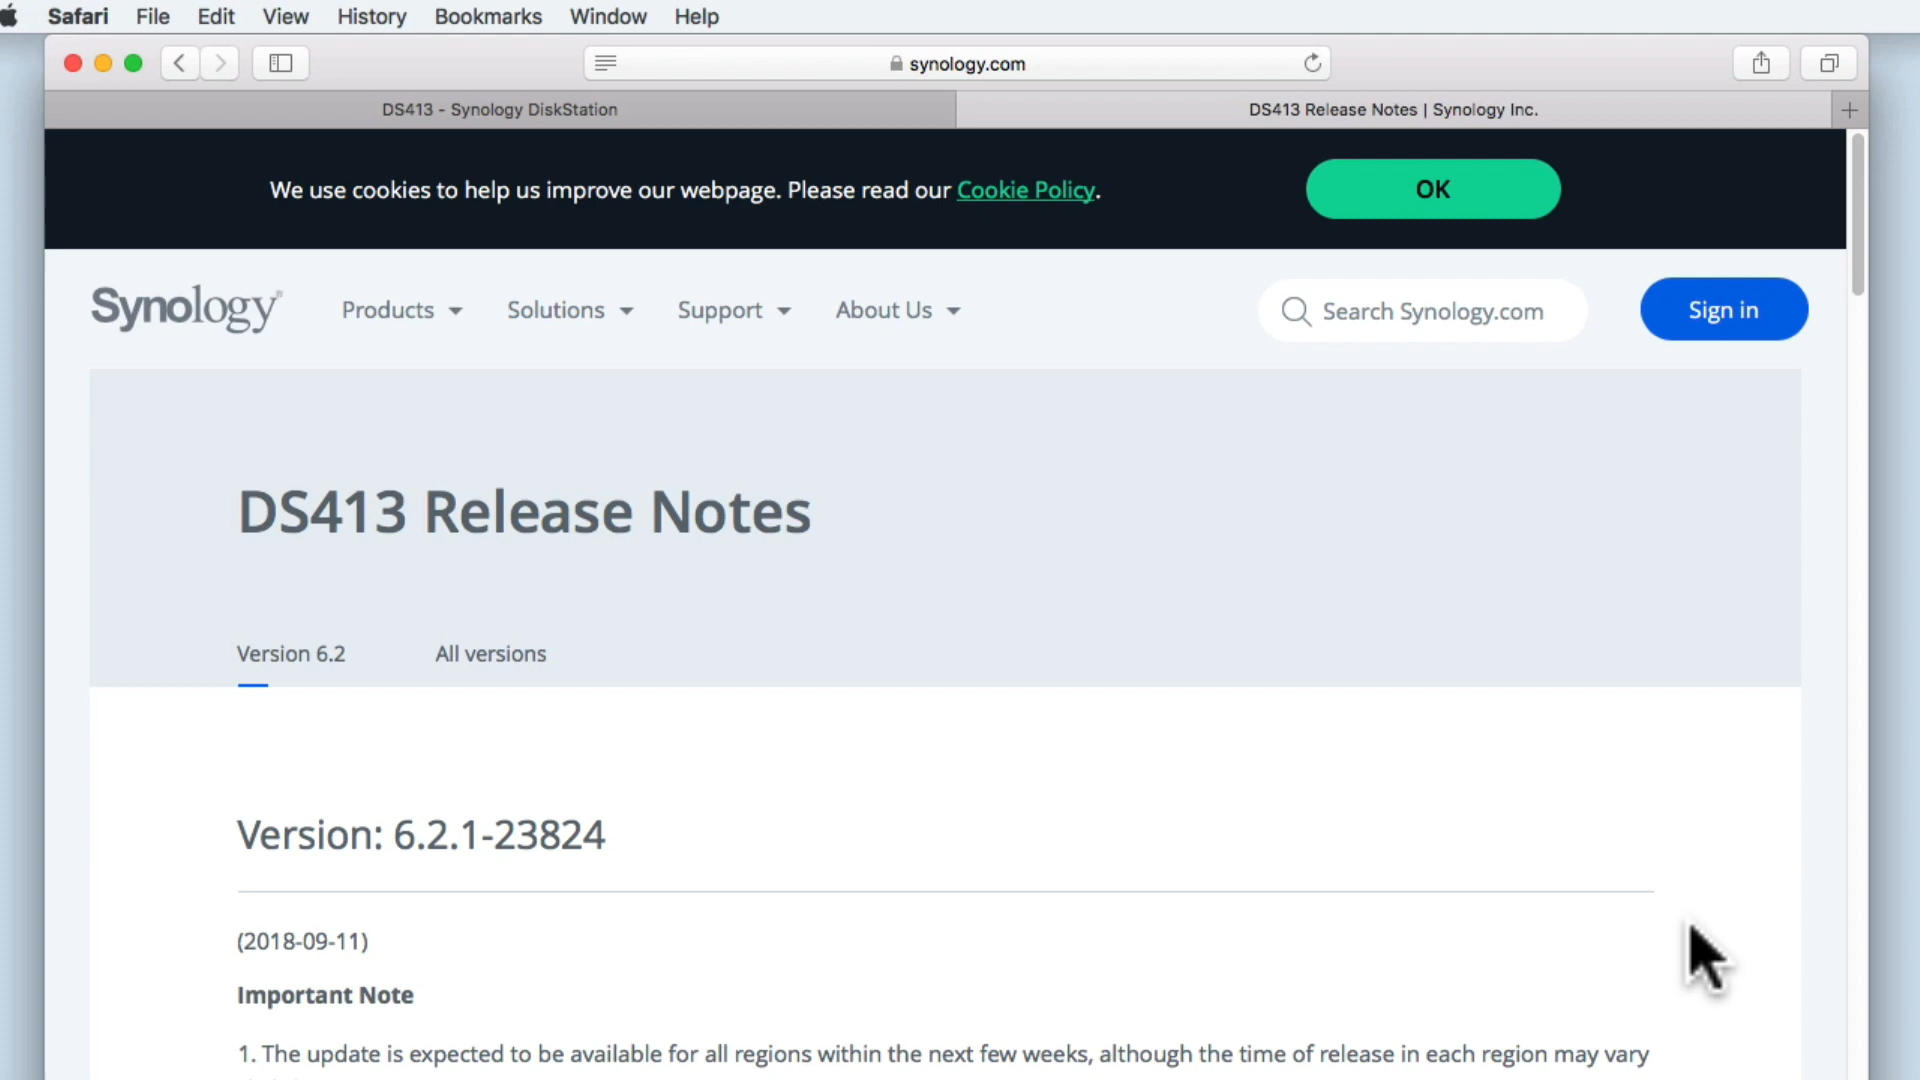 Safari File Edit View History Bookmarks Window Help
synology.com
DS413 - Synology DiskStation
DS413 Release Notes | Synology Inc.
We use cookies to help us improve our webpage. Please read our Cookie Policy.
OK
Synology
Products
Solutions
Support
About Us
Search Synology.com
Sign in
DS413 Release Notes
Version 6.2
All versions
Version: 6.2.1-23824
(2018-09-11)
Important Note
1. The update is expected to be available for all regions within the next few weeks, although the time of release in each region may vary